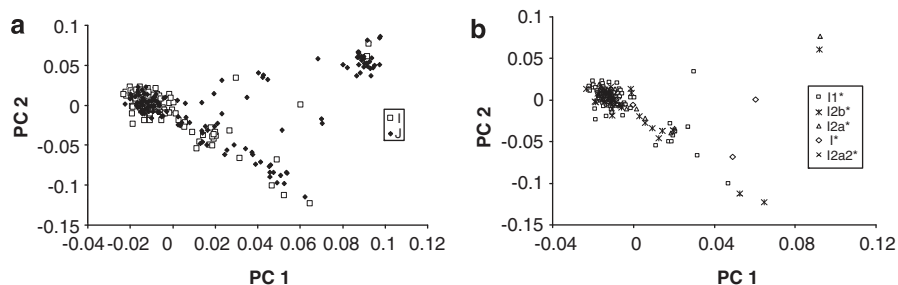 a
0.1
0.05
0
-0.05
-0.1
-0.15
PC 2
-0.04 -0.02 0 0.02 0.04 0.06 0.08 0.1 0.12
PC 1
I
J
b
0.1
0.05
0
-0.05
-0.1
-0.15
PC 2
-0.04 0 0.04 0.08 0.12
PC 1
I1*
I2b*
I2a*
I*
I2a2*